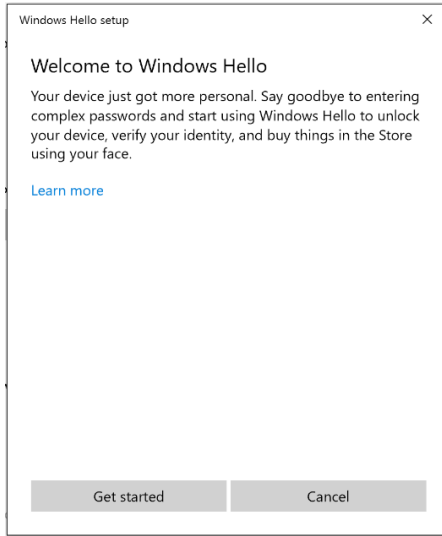 Windows Hello setup
Welcome to Windows Hello
Your device just got more personal. Say goodbye to entering
complex passwords and start using Windows Hello to unlock
your device, verify your identity, and buy things in the Store
using your face.
Learn more
Get started
Cancel